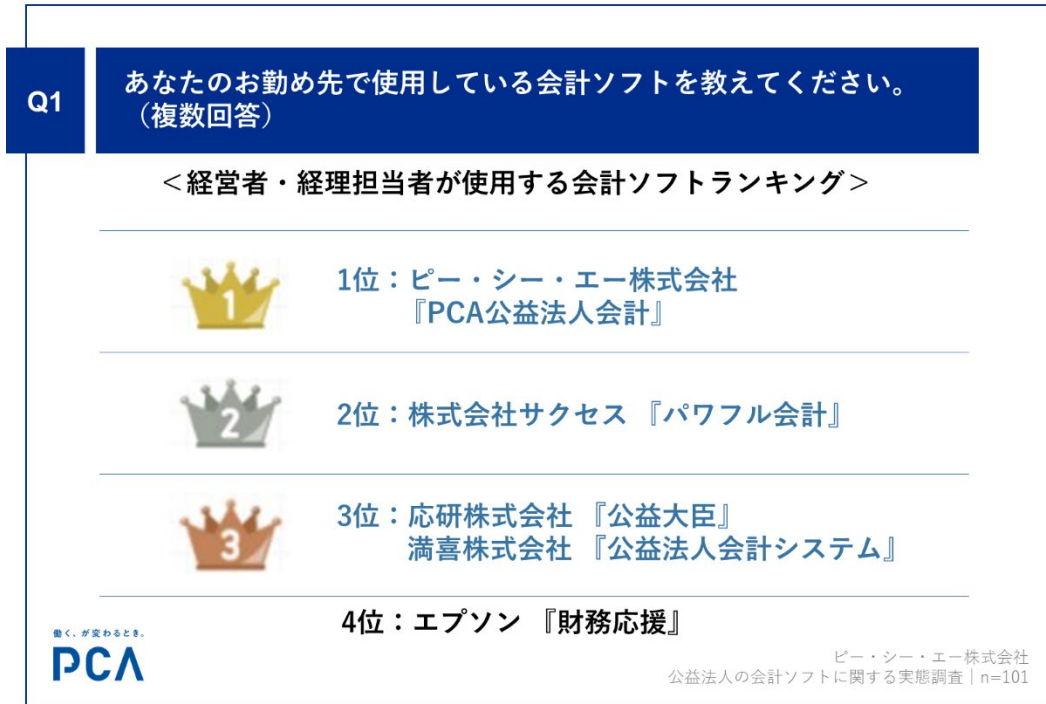 Q1
あなたのお勤め先で使用している会計ソフトを教えてください。
（複数回答）
＜経営者・経理担当者が使用する会計ソフトランキング＞
1
1位：ピー・シー・エー株式会社
『PCA公益法人会計』
2
2位：株式会社サクセス 『パワフル会計』
3
3位：応研株式会社 『公益大臣』
満喜株式会社 『公益法人会計システム』
4位：エプソン 『財務応援』
働く、が変わるとき。
PCA
ピー・シー・エー株式会社
公益法人の会計ソフトに関する実態調査｜n=101